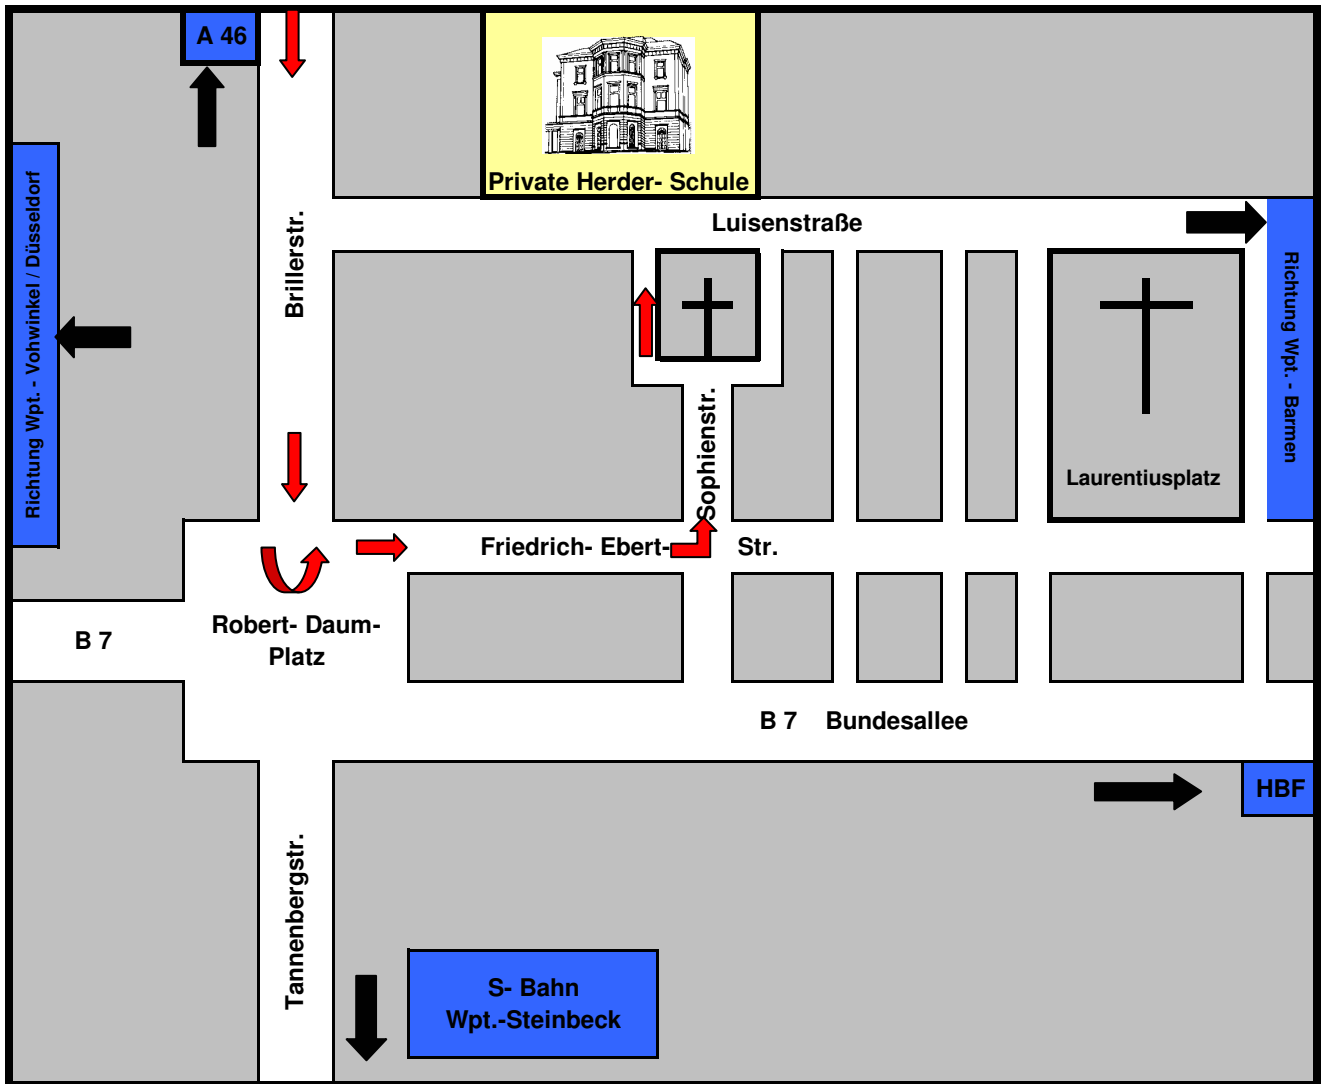 A 46
Private Herder- Schule
Luisenstraße
Brillerstr.
Richtung Wpt. - Vohwinkel / Düsseldorf
Richtung Wpt. - Barmen
Sophienstr.
Laurentiusplatz
Friedrich- Ebert- Str.
Robert- Daum-
Platz
B 7
B 7 Bundesallee
HBF
Tannenbergstr.
S- Bahn
Wpt.-Steinbeck